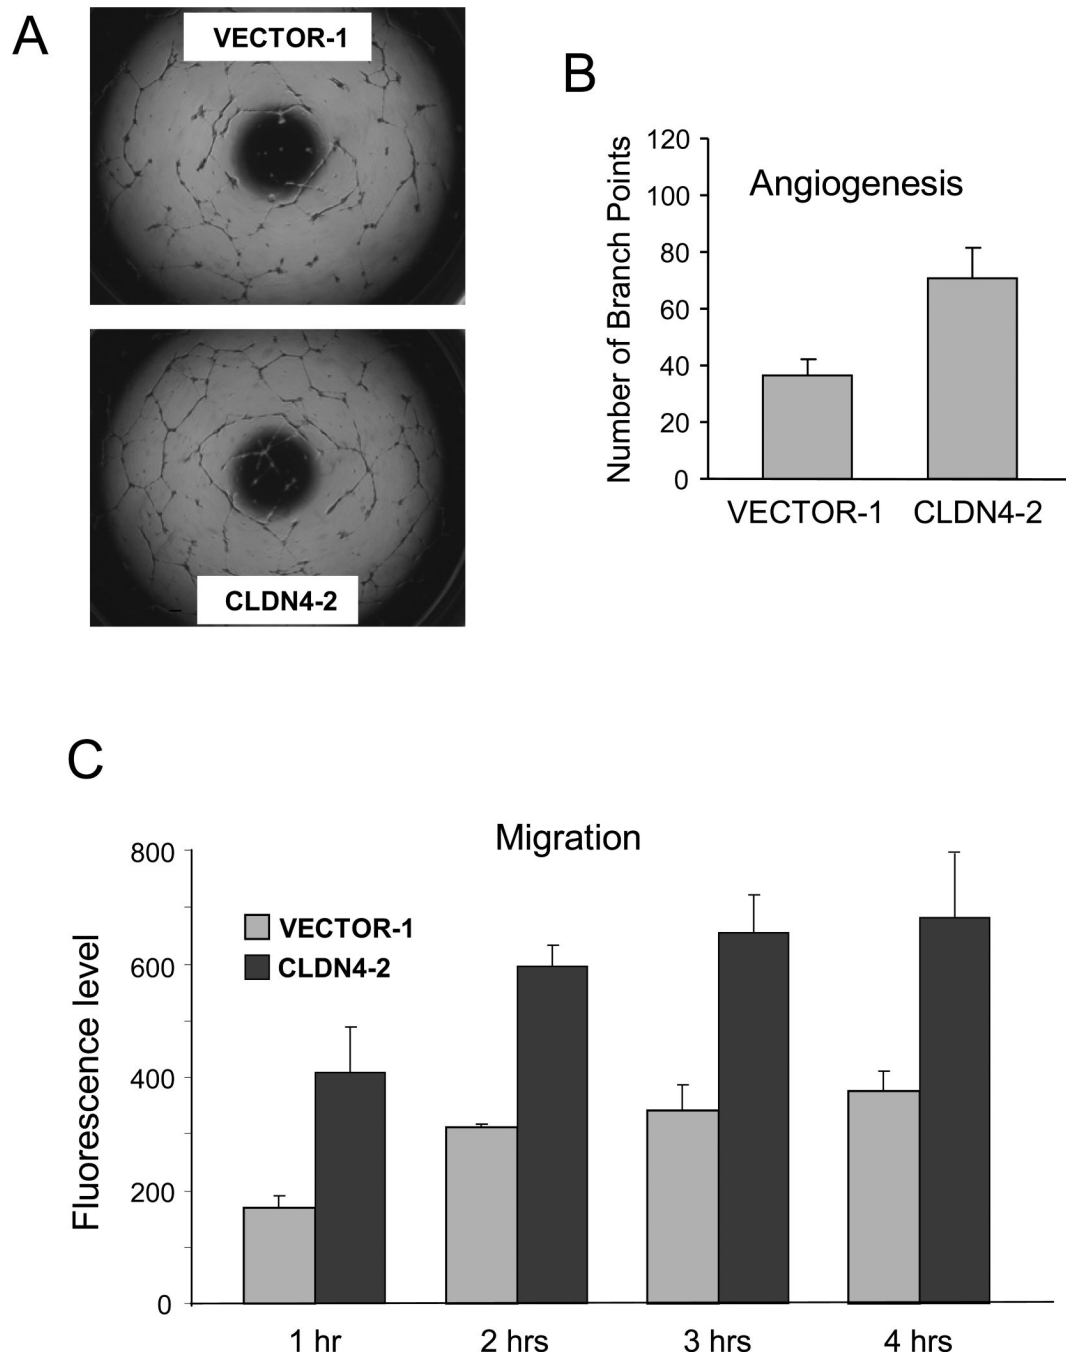 A
VECTOR-1
CLDN4-2
B
Number of Branch Points
120
100
80
60
40
20
0
Angiogenesis
VECTOR-1 CLDN4-2
C
Migration
Fluorescence level
800
600
400
200
0
VECTOR-1
CLDN4-2
1 hr 2 hrs 3 hrs 4 hrs